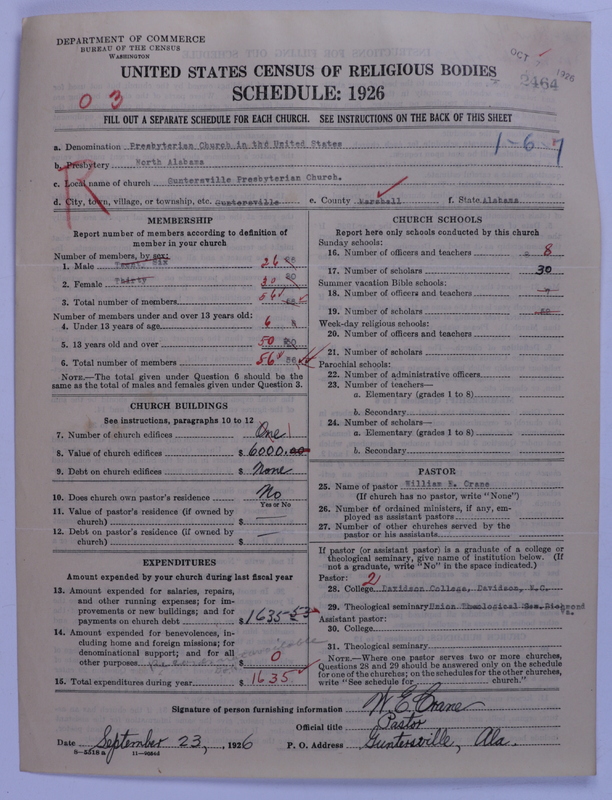 DEPARTMENT OF COMMERCE
BUREAU OF THE CENSUS
WASHINGTON
OCT 1926
2464
UNITED STATES CENSUS OF RELIGIOUS BODIES
SCHEDULE: 1926
0 3
FILL OUT A SEPARATE SCHEDULE FOR EACH CHURCH. SEE INSTRUCTIONS ON THE BACK OF THIS SHEET
1-6-7
R
a. Denomination Presbyterian Church in the United States
b. Presbytery North Alabama
c. Local name of church Guntersville Presbyterian Church.
d. City, town, village, or township, etc. Guntersville e. County Marshall f. State Alabama
MEMBERSHIP
Report number of members according to definition of
member in your church
Number of members, by sex:
1. Male Twenty Six 26
2. Female Thirty 30
3. Total number of members 56
Number of members under and over 13 years old:
4. Under 13 years of age 6
5. 13 years old and over 50
6. Total number of members 56
NOTE.—The total given under Question 6 should be
same as the total of males and females given under Question 3.
CHURCH BUILDINGS
See instructions, paragraphs 10 to 12
7. Number of church edifices One 1
8. Value of church edifices $ 6000.00
9. Debt on church edifices $ None
10. Does church own pastor's residence No
Yes or No
11. Value of pastor's residence (if owned by
church) $ —
12. Debt on pastor's residence (if owned by
church) $ —
EXPENDITURES
Amount expended by your church during last fiscal year
13. Amount expended for salaries, repairs,
and other running expenses; for im-
provements or new buildings; and for
payments on church debt $ 1635.53
14. Amount expended for benevolences, in-
cluding home and foreign missions; for
denominational support; and for all
other purposes $ 0
15. Total expenditures during year $ 1635
CHURCH SCHOOLS
Report here only schools conducted by this church
Sunday schools:
16. Number of officers and teachers 8
17. Number of scholars 30
Summer vacation Bible schools:
18. Number of officers and teachers
19. Number of scholars
Week-day religious schools:
20. Number of officers and teachers
21. Number of scholars
Parochial schools:
22. Number of administrative officers
23. Number of teachers—
a. Elementary (grades 1 to 8)
b. Secondary
24. Number of scholars—
a. Elementary (grades 1 to 8)
b. Secondary
PASTOR
25. Name of pastor William E. Crane
(If church has no pastor, write "None")
26. Number of ordained ministers, if any, em-
ployed as assistant pastors
27. Number of other churches served by the
pastor or his assistants
If pastor (or assistant pastor) is a graduate of a college or
theological seminary, give name of institution below. (If
not a graduate, write "No" in the space indicated.)
Pastor: 2
28. College Davidson College, Davidson, N.C.
29. Theological seminary Union Theological Sem. Richmond
Va.
Assistant pastor:
30. College
31. Theological seminary
NOTE.—Where one pastor serves two or more churches,
Questions 28 and 29 should be answered only on the schedule
for one of the churches; on the schedules for the other churches,
write "See schedule for church."
Signature of person furnishing information W. E. Crane
Official title Pastor
Date September 23, 1926 P. O. Address Guntersville, Ala.
8-5318 a